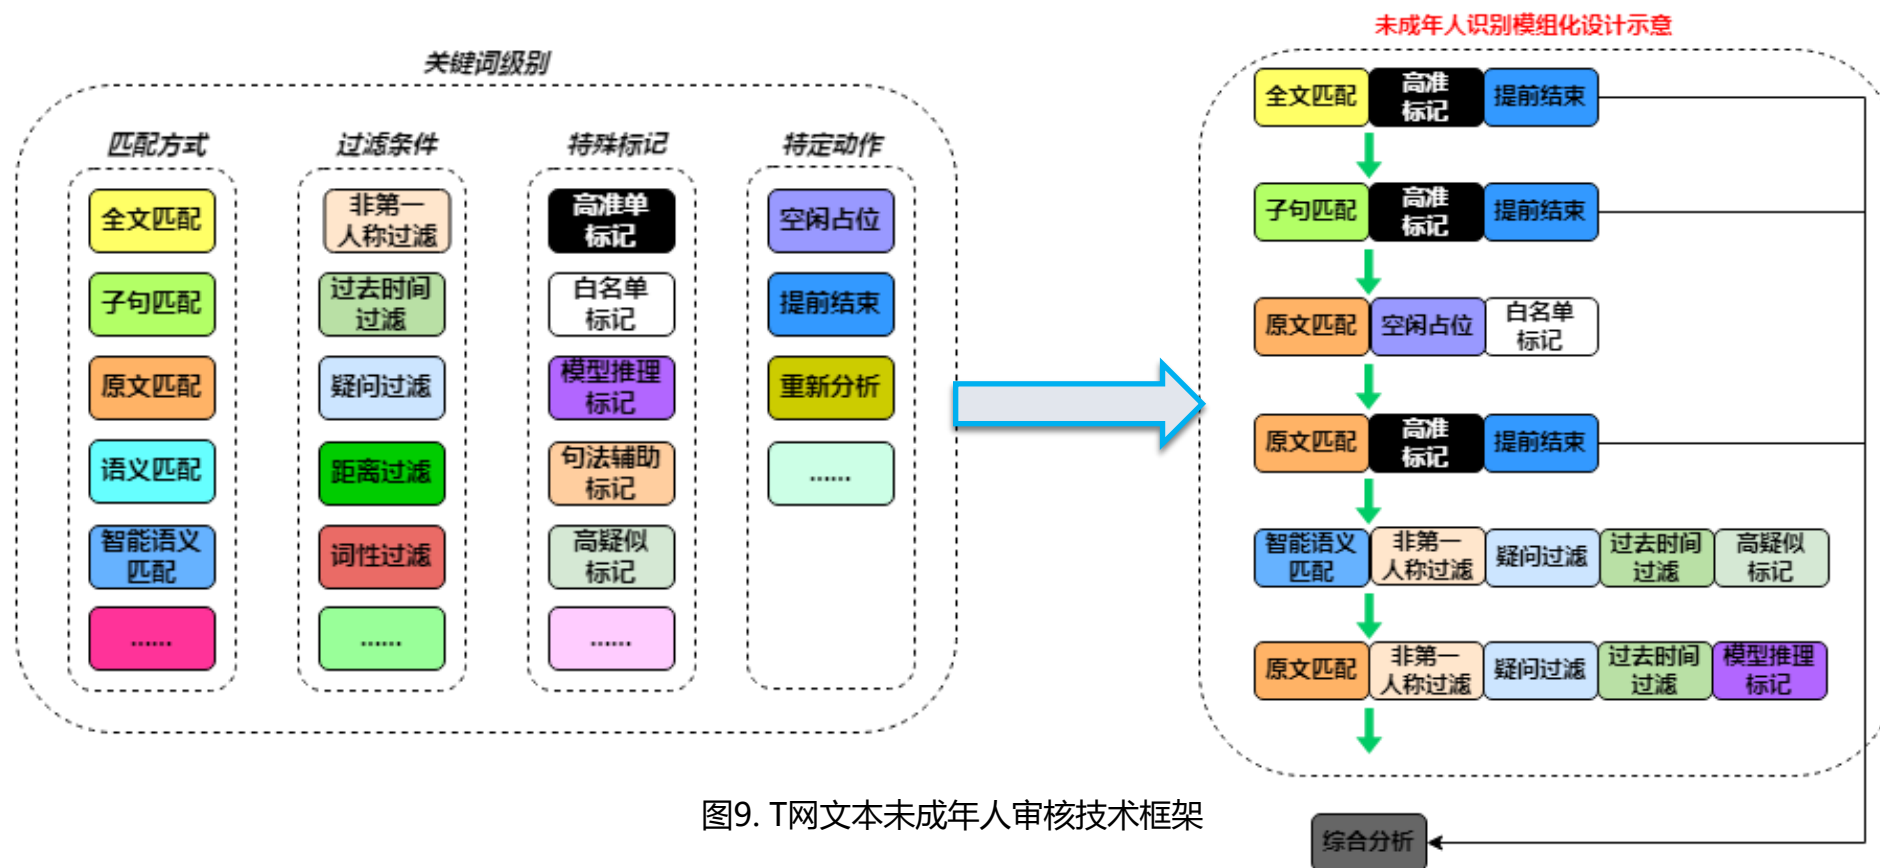 未成年人识别模组化设计示意
关键词级别
匹配方式
全文匹配
子句匹配
原文匹配
语义匹配
智能语义
匹配
......
过滤条件
非第一
人称过滤
过去时间
过滤
疑问过滤
距离过滤
词性过滤
......
特殊标记
高准单
标记
白名单
标记
模型推理
标记
句法辅助
标记
高疑似
标记
......
特定动作
空闲占位
提前结束
重新分析
......
全文匹配
高准
标记
提前结束
子句匹配
高准
标记
提前结束
原文匹配
空闲占位
白名单
标记
原文匹配
高准
标记
提前结束
智能语义
匹配
非第一
人称过滤
疑问过滤
过去时间
过滤
高疑似
标记
原文匹配
非第一
人称过滤
疑问过滤
过去时间
过滤
模型推理
标记
图9. T网文本未成年人审核技术框架
综合分析